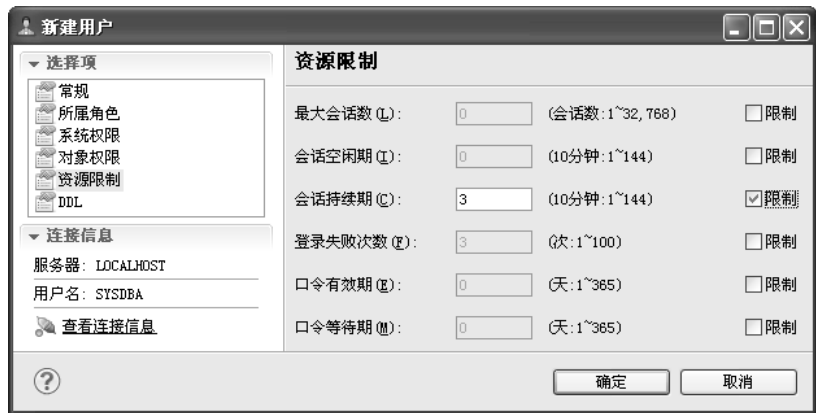 新建用户
选择项
常规
所属角色
系统权限
对象权限
资源限制
DDL
连接信息
服务器: LOCALHOST
用户名: SYSDBA
查看连接信息
资源限制
最大会话数(L): 0 (会话数:1~32,768) 限制
会话空闲期(I): 0 (10分钟:1~144) 限制
会话持续期(C): 3 (10分钟:1~144) 限制
登录失败次数(F): 3 (次:1~100) 限制
口令有效期(E): 0 (天:1~365) 限制
口令等待期(M): 0 (天:1~365) 限制
确定
取消